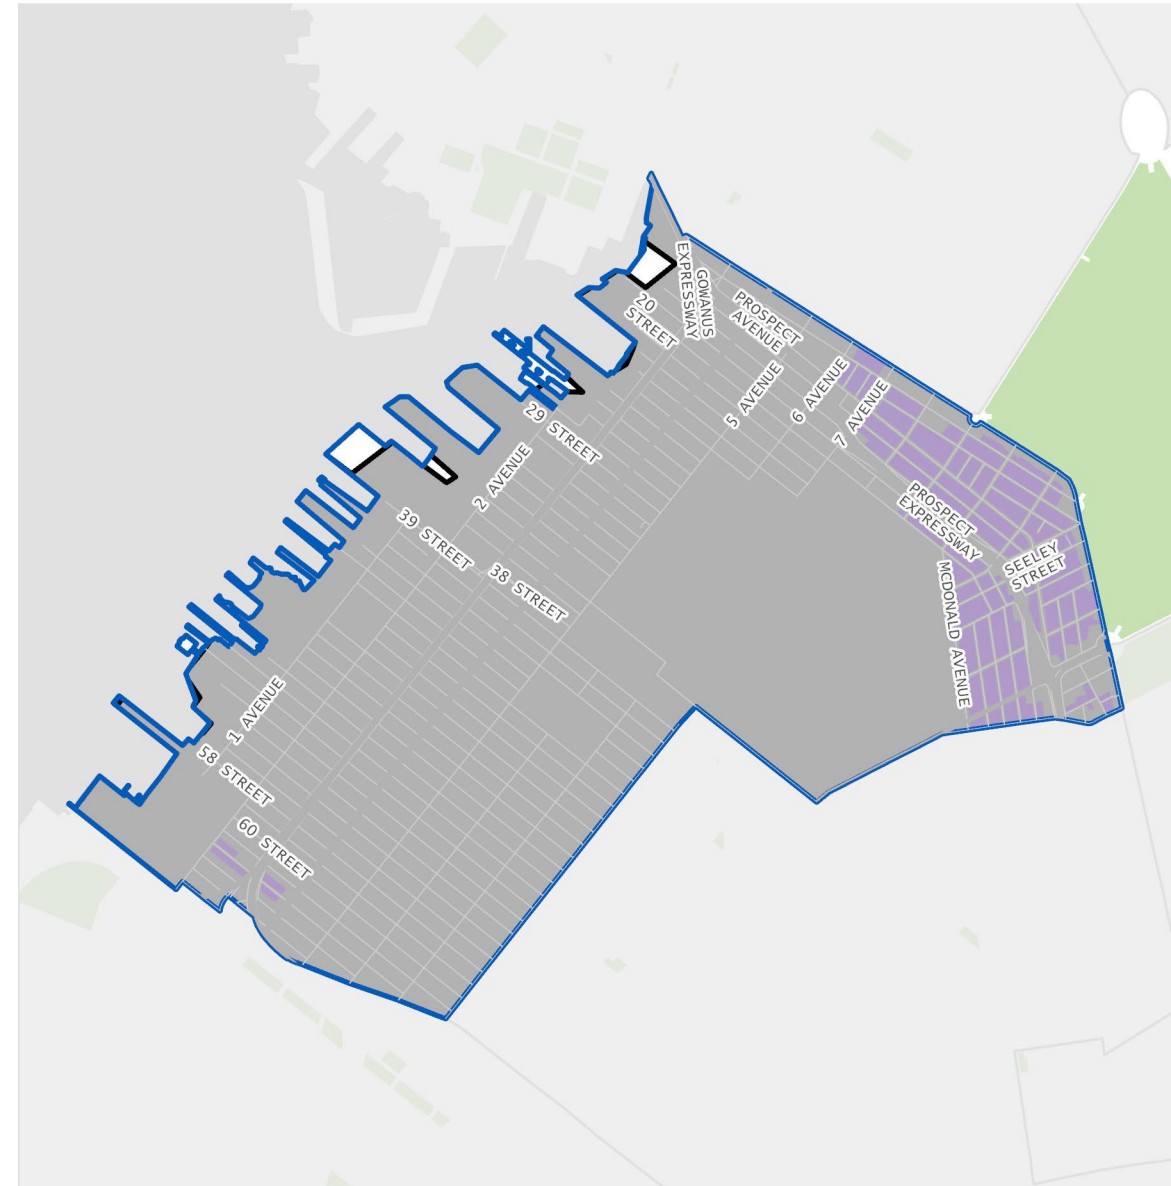 GOWANUS
EXPRESSWAY
20
STREET
PROSPECT
AVENUE
5 AVENUE
6 AVENUE
7 AVENUE
29 STREET
2 AVENUE
39 STREET
38 STREET
PROSPECT
EXPRESSWAY
SEELEY
STREET
MCDONALD AVENUE
1 AVENUE
58 STREET
60 STREET